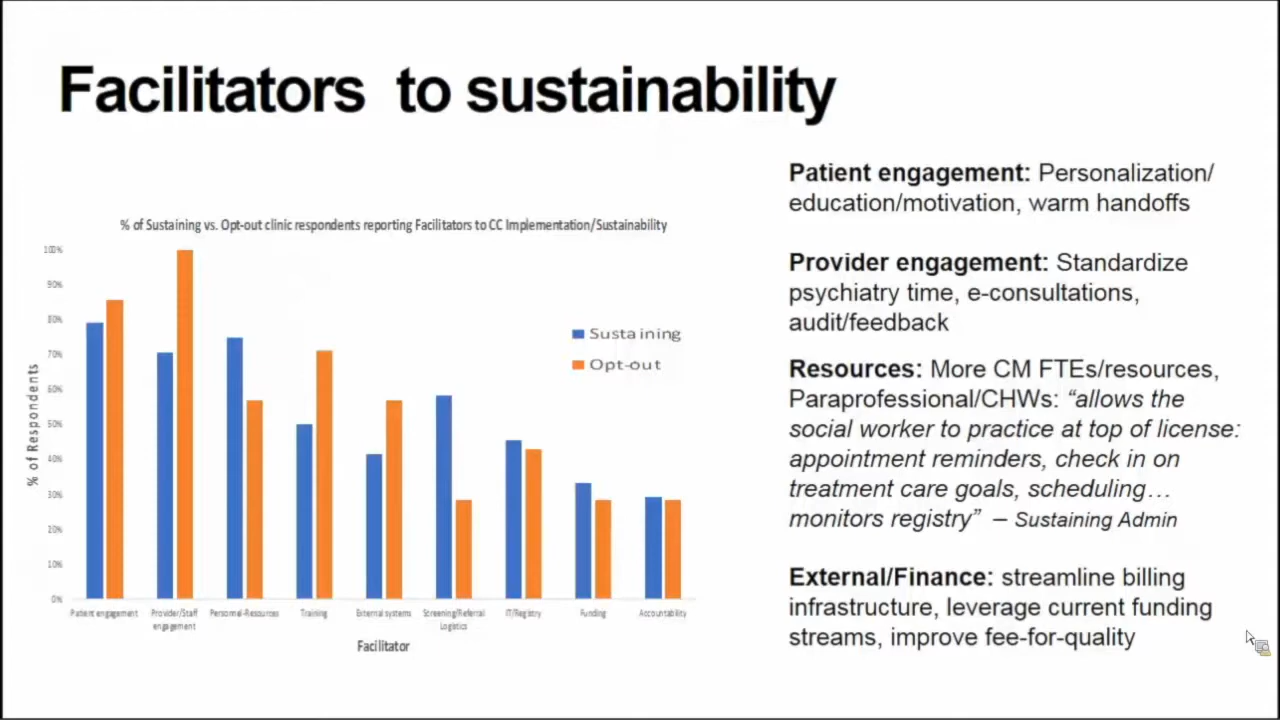 Facilitators to sustainability
% of Sustaining vs. Opt-out clinic respondents reporting Facilitators to CC Implementation/Sustainability
100%
90%
80%
70%
60%
50%
40%
30%
20%
10%
0%
% of Respondents
Sustaining
Opt-out
Patient engagement
Provider/Staff
engagement
Personnel-Resources
Training
External systems
Screening/Referral
Logistics
IT/Registry
Funding
Accountability
Facilitator
Patient engagement: Personalization/
education/motivation, warm handoffs
Provider engagement: Standardize
psychiatry time, e-consultations,
audit/feedback
Resources: More CM FTEs/resources,
Paraprofessional/CHWs: “allows the
social worker to practice at top of license:
appointment reminders, check in on
treatment care goals, scheduling…
monitors registry” – Sustaining Admin
External/Finance: streamline billing
infrastructure, leverage current funding
streams, improve fee-for-quality